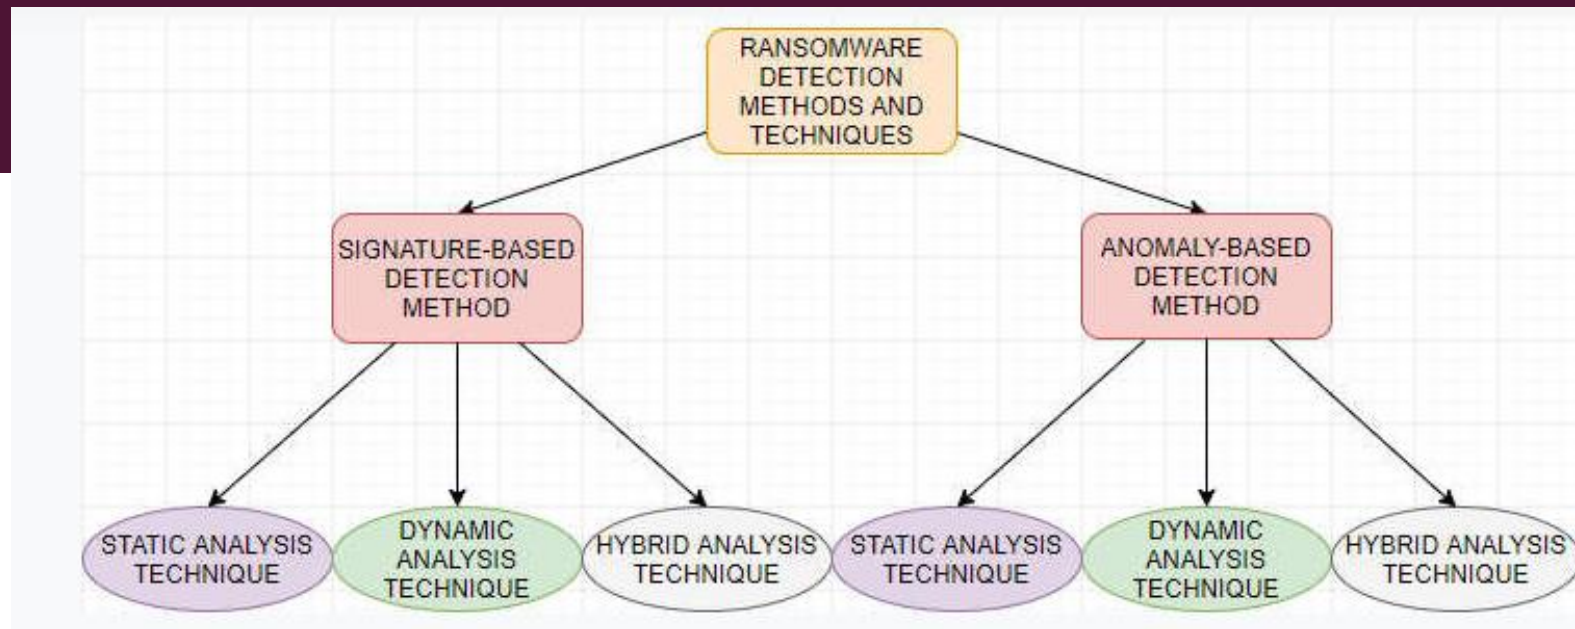 RANSOMWARE
DETECTION
METHODS AND
TECHNIQUES
SIGNATURE-BASED
DETECTION
METHOD
ANOMALY-BASED
DETECTION
METHOD
STATIC ANALYSIS
TECHNIQUE
DYNAMIC
ANALYSIS
TECHNIQUE
HYBRID ANALYSIS
TECHNIQUE
STATIC ANALYSIS
TECHNIQUE
DYNAMIC
ANALYSIS
TECHNIQUE
HYBRID ANALYSIS
TECHNIQUE